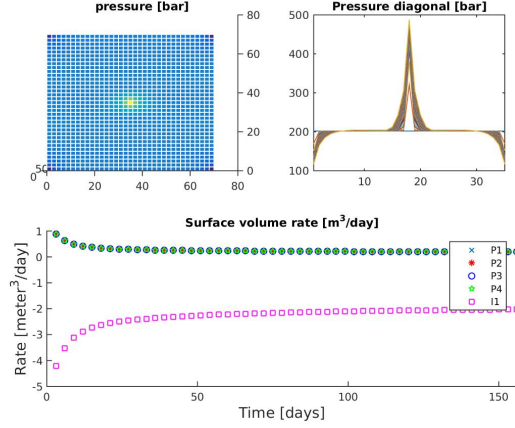 pressure [bar]
Pressure diagonal [bar]
80
60
40
20
0
50
0
0 20 40 60 80
500
400
300
200
100
10 20 30
Surface volume rate [m³/day]
Rate [meter³/day]
1
0
-1
-2
-3
-4
-5
P1
P2
P3
P4
I1
0 50 100 150
Time [days]